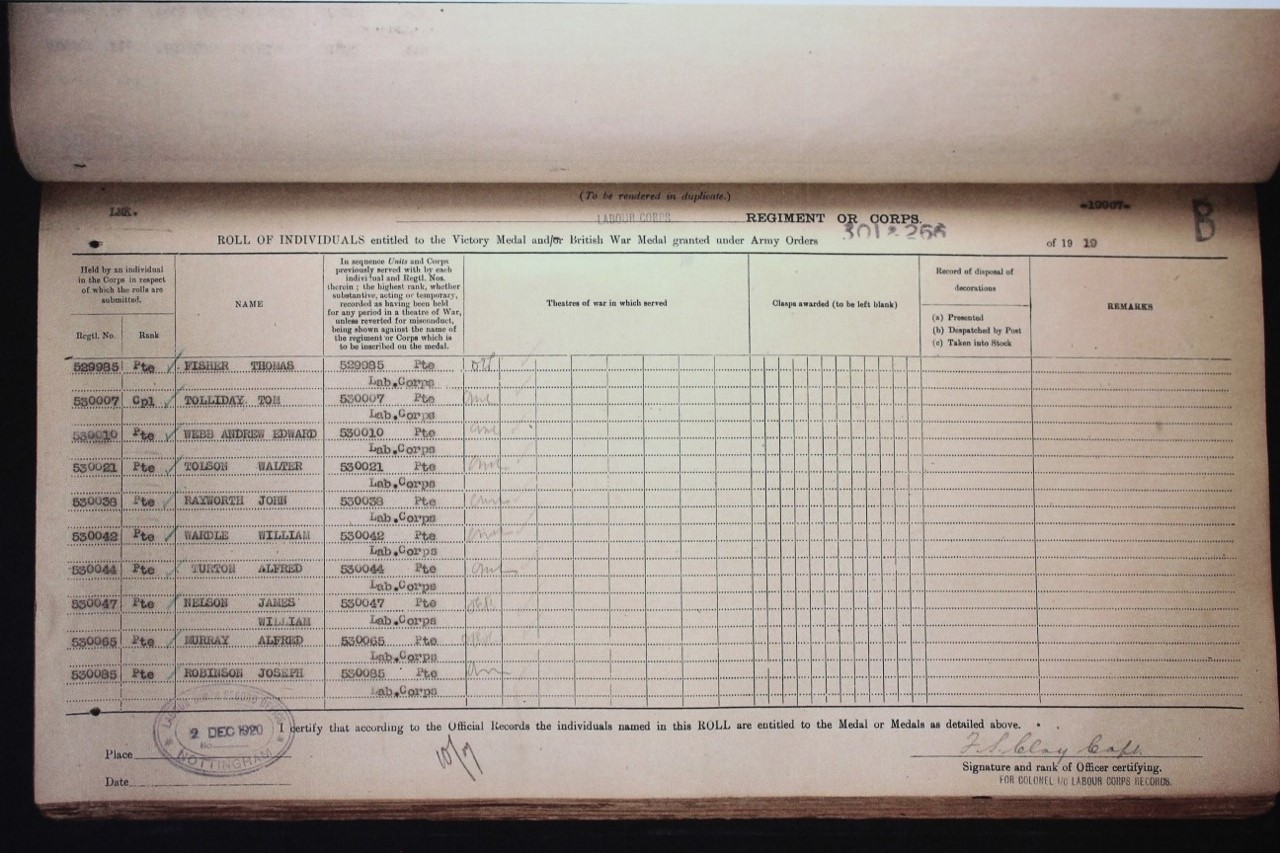 (To be rendered in duplicate.)
LABOUR CORPS REGIMENT OR CORPS.
B
301 & 266
ROLL OF INDIVIDUALS entitled to the Victory Medal and/or British War Medal granted under Army Orders of 19 19
Held by an individual in the Corps in respect of which the rolls are submitted.
Regtl. No. Rank
NAME
In sequence Units and Corps
previously served with by each
individual and Regtl. Nos.
therein ; the highest rank, whether
substantive, acting or temporary,
recorded as having been held
for any period in a theatre of War,
unless reverted for misconduct,
being shown against the name of
the regiment or Corps which is
to be inscribed on the medal.
Theatres of war in which served
Clasps awarded (to be left blank)
Record of disposal of
decorations
(a) Presented
(b) Despatched by Post
(c) Taken into Stock
REMARKS
529985 Pte FISHER THOMAS 529985 Pte
Lab.Corps
530007 Cpl TOLLIDAY TOM 530007 Pte
Lab.Corps
530010 Pte WEBB ANDREW EDWARD 530010 Pte
Lab.Corps
530021 Pte TOLSON WALTER 530021 Pte
Lab.Corps
530038 Pte RAYWORTH JOHN 530038 Pte
Lab.Corps
530042 Pte WARDLE WILLIAM 530042 Pte
Lab.Corps
530044 Pte TURTON ALFRED 530044 Pte
Lab.Corps
530047 Pte NELSON JAMES 530047 Pte
WILLIAM Lab.Corps
530065 Pte MURRAY ALFRED 530065 Pte
Lab.Corps
530085 Pte ROBINSON JOSEPH 530085 Pte
Lab.Corps
I certify that according to the Official Records the individuals named in this ROLL are entitled to the Medal or Medals as detailed above.
2 DEC 1920
No.
NOTTINGHAM
Place
Date
Signature and rank of Officer certifying.
FOR COLONEL I/C LABOUR CORPS RECORDS.